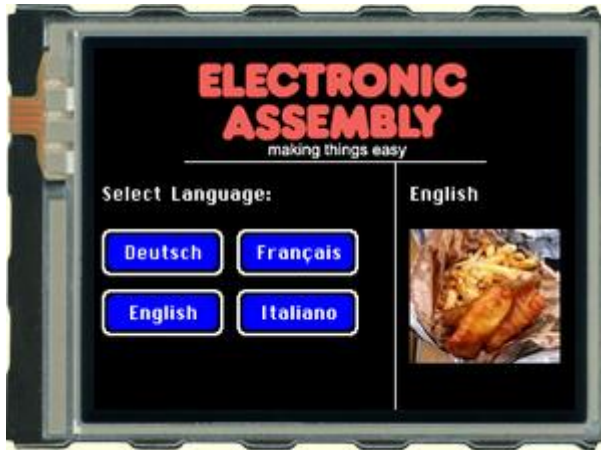 ELECTRONIC
ASSEMBLY
making things easy
Select Language:
Deutsch Français
English Italiano
English